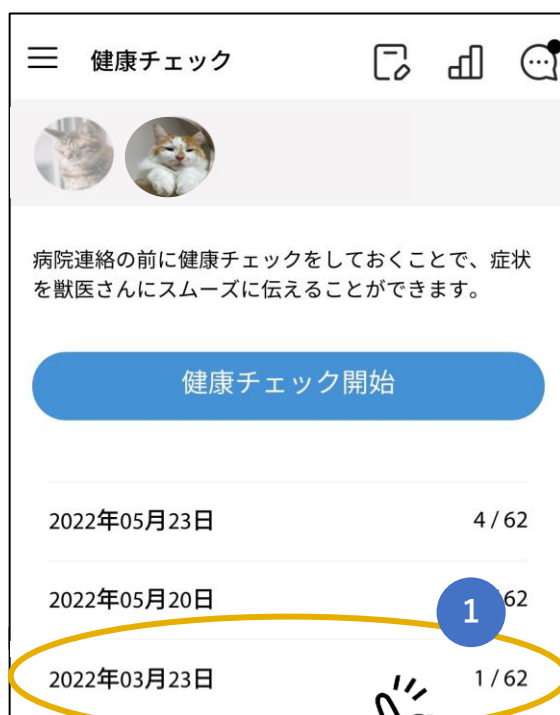 健康チェック
病院連絡の前に健康チェックをしておくことで、症状
を獣医さんにスムーズに伝えることができます。
健康チェック開始
2022年05月23日 4 / 62
2022年05月20日 62
1
2022年03月23日 1 / 62